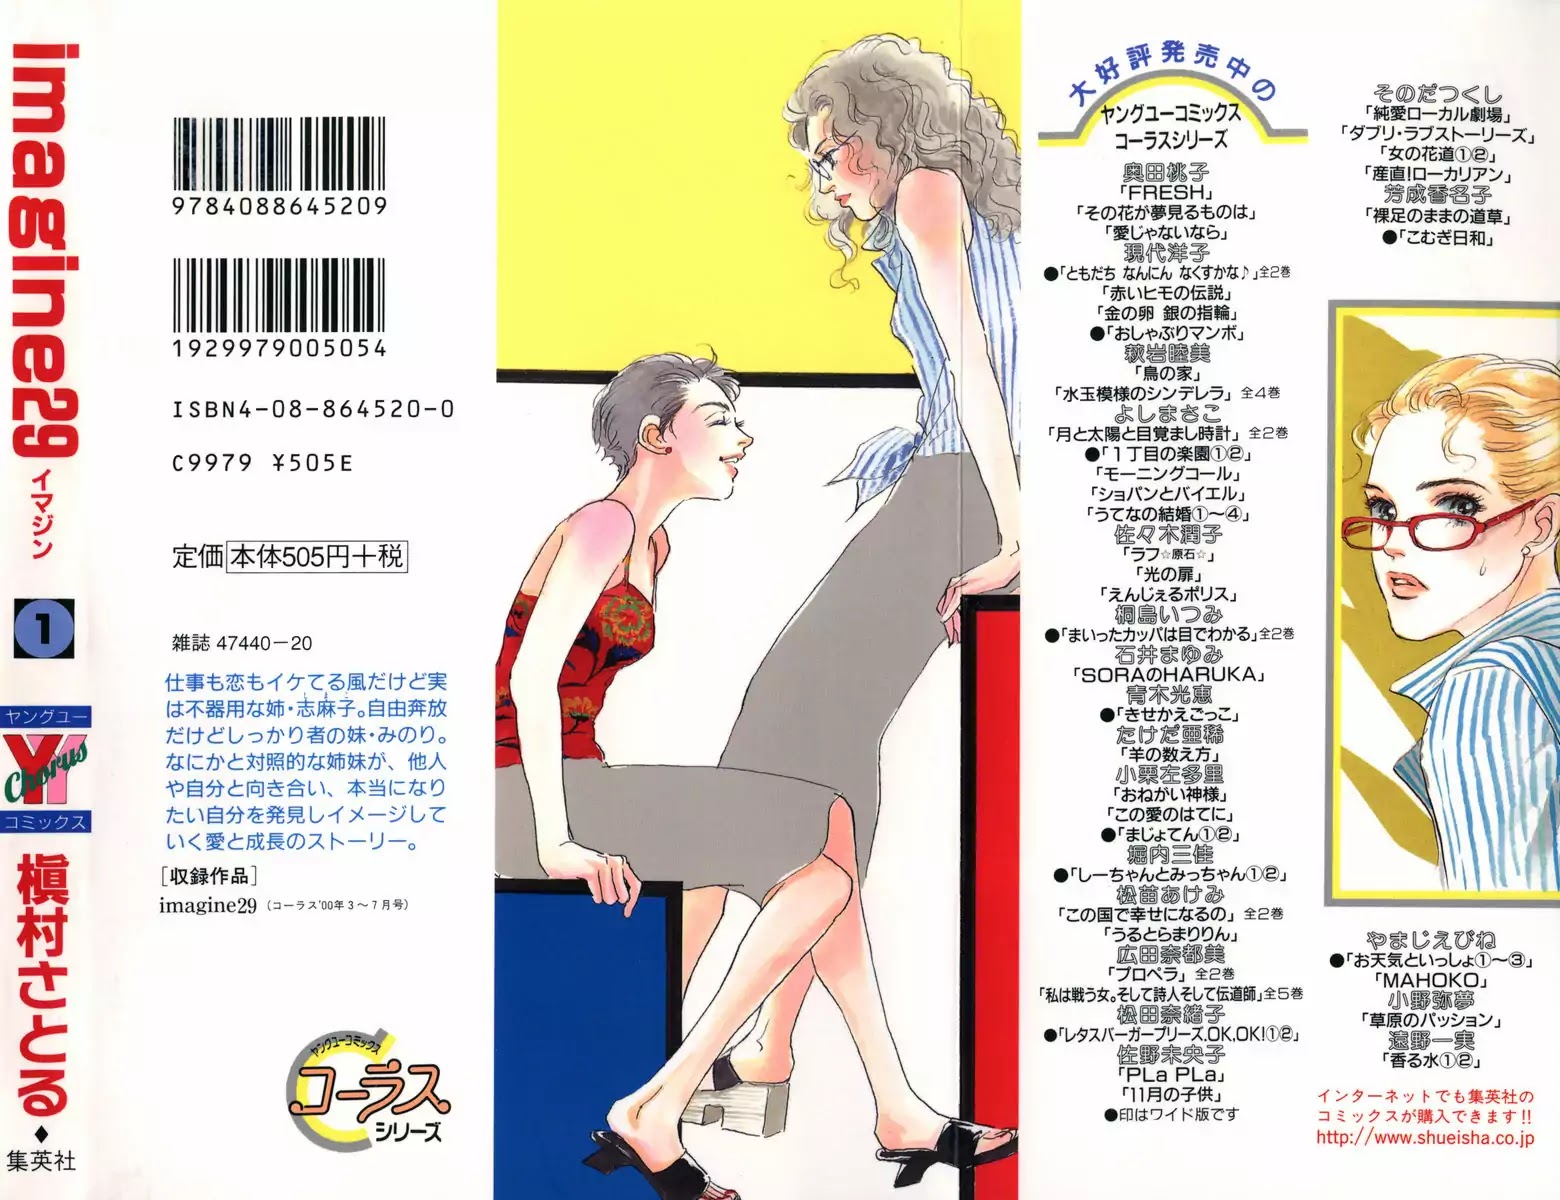 imagine29
イマジン
1
ヤングユー
Chorus
コミックス
槇村さとる
集英社
9784088645209
1929979005054
ISBN4-08-864520-0
C9979 ¥505E
定価 本体505円+税
雑誌 47440-20
仕事も恋もイケてる風だけど実
は不器用な姉・志麻子。自由奔放
だけどしっかり者の妹・みのり。
なにかと対照的な姉妹が、他人
や自分と向き合い、本当になり
たい自分を発見しイメージして
いく愛と成長のストーリー。
[収録作品]
imagine29 (コーラス'00年3〜7月号)
ヤングユーコミックス
コーラス
シリーズ
大好評発売中の
ヤングユーコミックス
コーラスシリーズ
奥田桃子
「FRESH」
「その花が夢見るものは」
「愛じゃないなら」
現代洋子
●「ともだち なんにん なくすかな♪」全2巻
「赤いヒモの伝説」
「金の卵 銀の指輪」
●「おしゃぶりマンボ」
萩岩睦美
「鳥の家」
「水玉模様のシンデレラ」全4巻
よしまさこ
「月と太陽と目覚まし時計」全2巻
●「1丁目の楽園①②」
「モーニングコール」
「ショパンとバイエル」
「うてなの結婚①〜④」
佐々木潤子
「ラフ☆原石☆」
「光の扉」
「えんじぇるポリス」
桐島いつみ
●「まいったカッパは目でわかる」全2巻
石井まゆみ
「SORAのHARUKA」
青木光恵
●「きせかえごっこ」
たけだ亜稀
「羊の数え方」
小栗左多里
「おねがい神様」
「この愛のはてに」
●「まじょてん①②」
堀内三佳
●「しーちゃんとみっちゃん①②」
松苗あけみ
「この国で幸せになるの」全2巻
「うるとらまりりん」
広田奈都美
「プロペラ」全2巻
「私は戦う女。そして詩人そして伝道師」全5巻
松田奈緒子
●「レタスバーガープリーズ.OK,OK!①②」
佐野未央子
「PLa PLa」
「11月の子供」
●印はワイド版です
そのだつくし
「純愛ローカル劇場」
「ダブリ・ラブストーリーズ」
「女の花道①②」
「産直!ローカリアン」
芳成香名子
「裸足のままの道草」
●「こむぎ日和」
やまじえびね
●「お天気といっしょ①〜③」
「MAHOKO」
小野弥夢
「草原のパッション」
遠野一実
「香る水①②」
インターネットでも集英社の
コミックスが購入できます!!
http://www.shueisha.co.jp